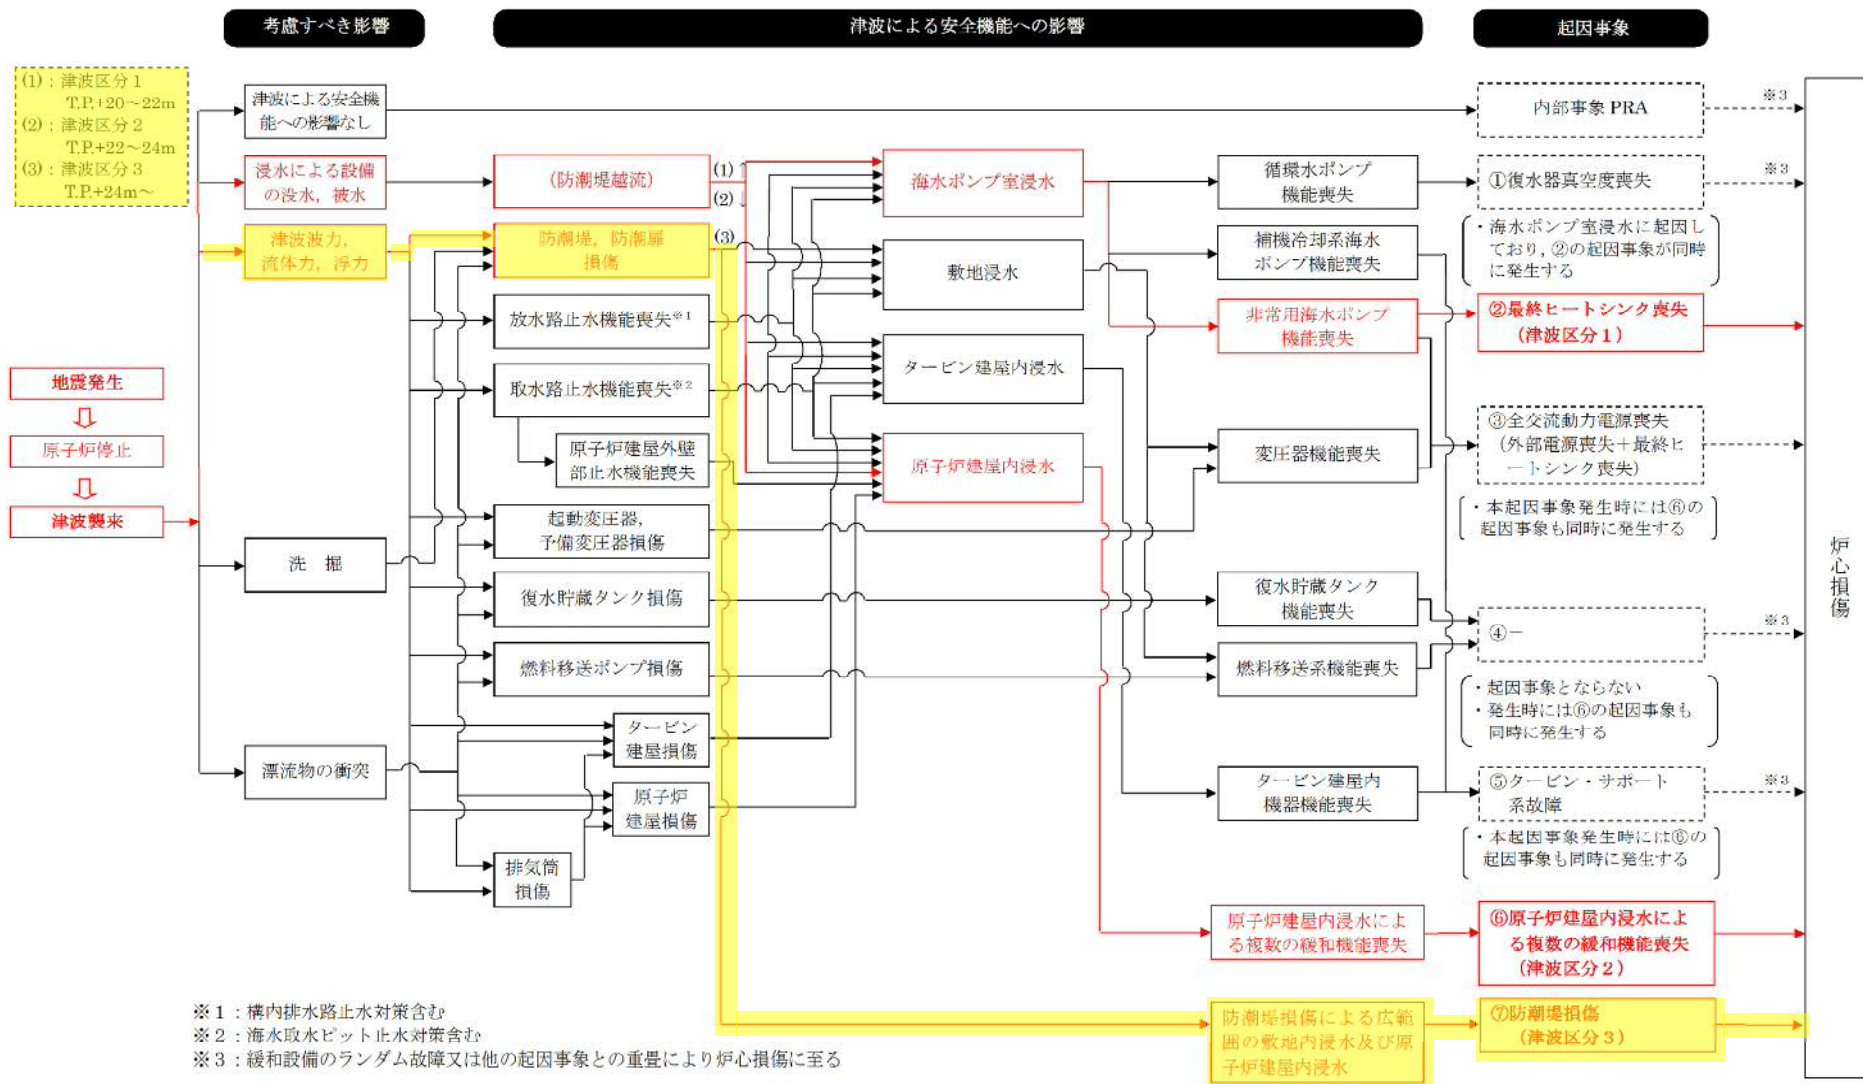 考慮すべき影響
津波による安全機能への影響
起因事象
(1)：津波区分1
T.P.+20～22m
(2)：津波区分2
T.P.+22～24m
(3)：津波区分3
T.P.+24m～
地震発生
原子炉停止
津波襲来
津波による安全機
能への影響なし
浸水による設備
の没水，被水
津波波力，
流体力，浮力
洗　掘
漂流物の衝突
(防潮堤越流)
(1)
(2)
防潮堤，防潮扉
損傷
(3)
放水路止水機能喪失※1
取水路止水機能喪失※2
原子炉建屋外壁
部止水機能喪失
起動変圧器，
予備変圧器損傷
復水貯蔵タンク損傷
燃料移送ポンプ損傷
タービン
建屋損傷
原子炉
建屋損傷
排気筒
損傷
海水ポンプ室浸水
敷地浸水
タービン建屋内浸水
原子炉建屋内浸水
循環水ポンプ
機能喪失
補機冷却系海水
ポンプ機能喪失
非常用海水ポンプ
機能喪失
変圧器機能喪失
復水貯蔵タンク
機能喪失
燃料移送系機能喪失
タービン建屋内
機器機能喪失
原子炉建屋内浸水によ
る複数の緩和機能喪失
防潮堤損傷による広範
囲の敷地内浸水及び原
子炉建屋内浸水
内部事象 PRA
※3
①復水器真空度喪失
※3
・海水ポンプ室浸水に起因し
ており，②の起因事象が同時
に発生する
②最終ヒートシンク喪失
（津波区分1）
③全交流動力電源喪失
（外部電源喪失＋最終ヒ
ートシンク喪失）
・本起因事象発生時には⑥の
起因事象も同時に発生する
④－
※3
・起因事象とならない
・発生時には⑥の起因事象も
同時に発生する
⑤タービン・サポート
系故障
※3
・本起因事象発生時には⑥の
起因事象も同時に発生する
⑥原子炉建屋内浸水によ
る複数の緩和機能喪失
（津波区分2）
⑦防潮堤損傷
（津波区分3）
炉心損傷
※1：構内排水路止水対策含む
※2：海水取水ピット止水対策含む
※3：緩和設備のランダム故障又は他の起因事象との重畳により炉心損傷に至る